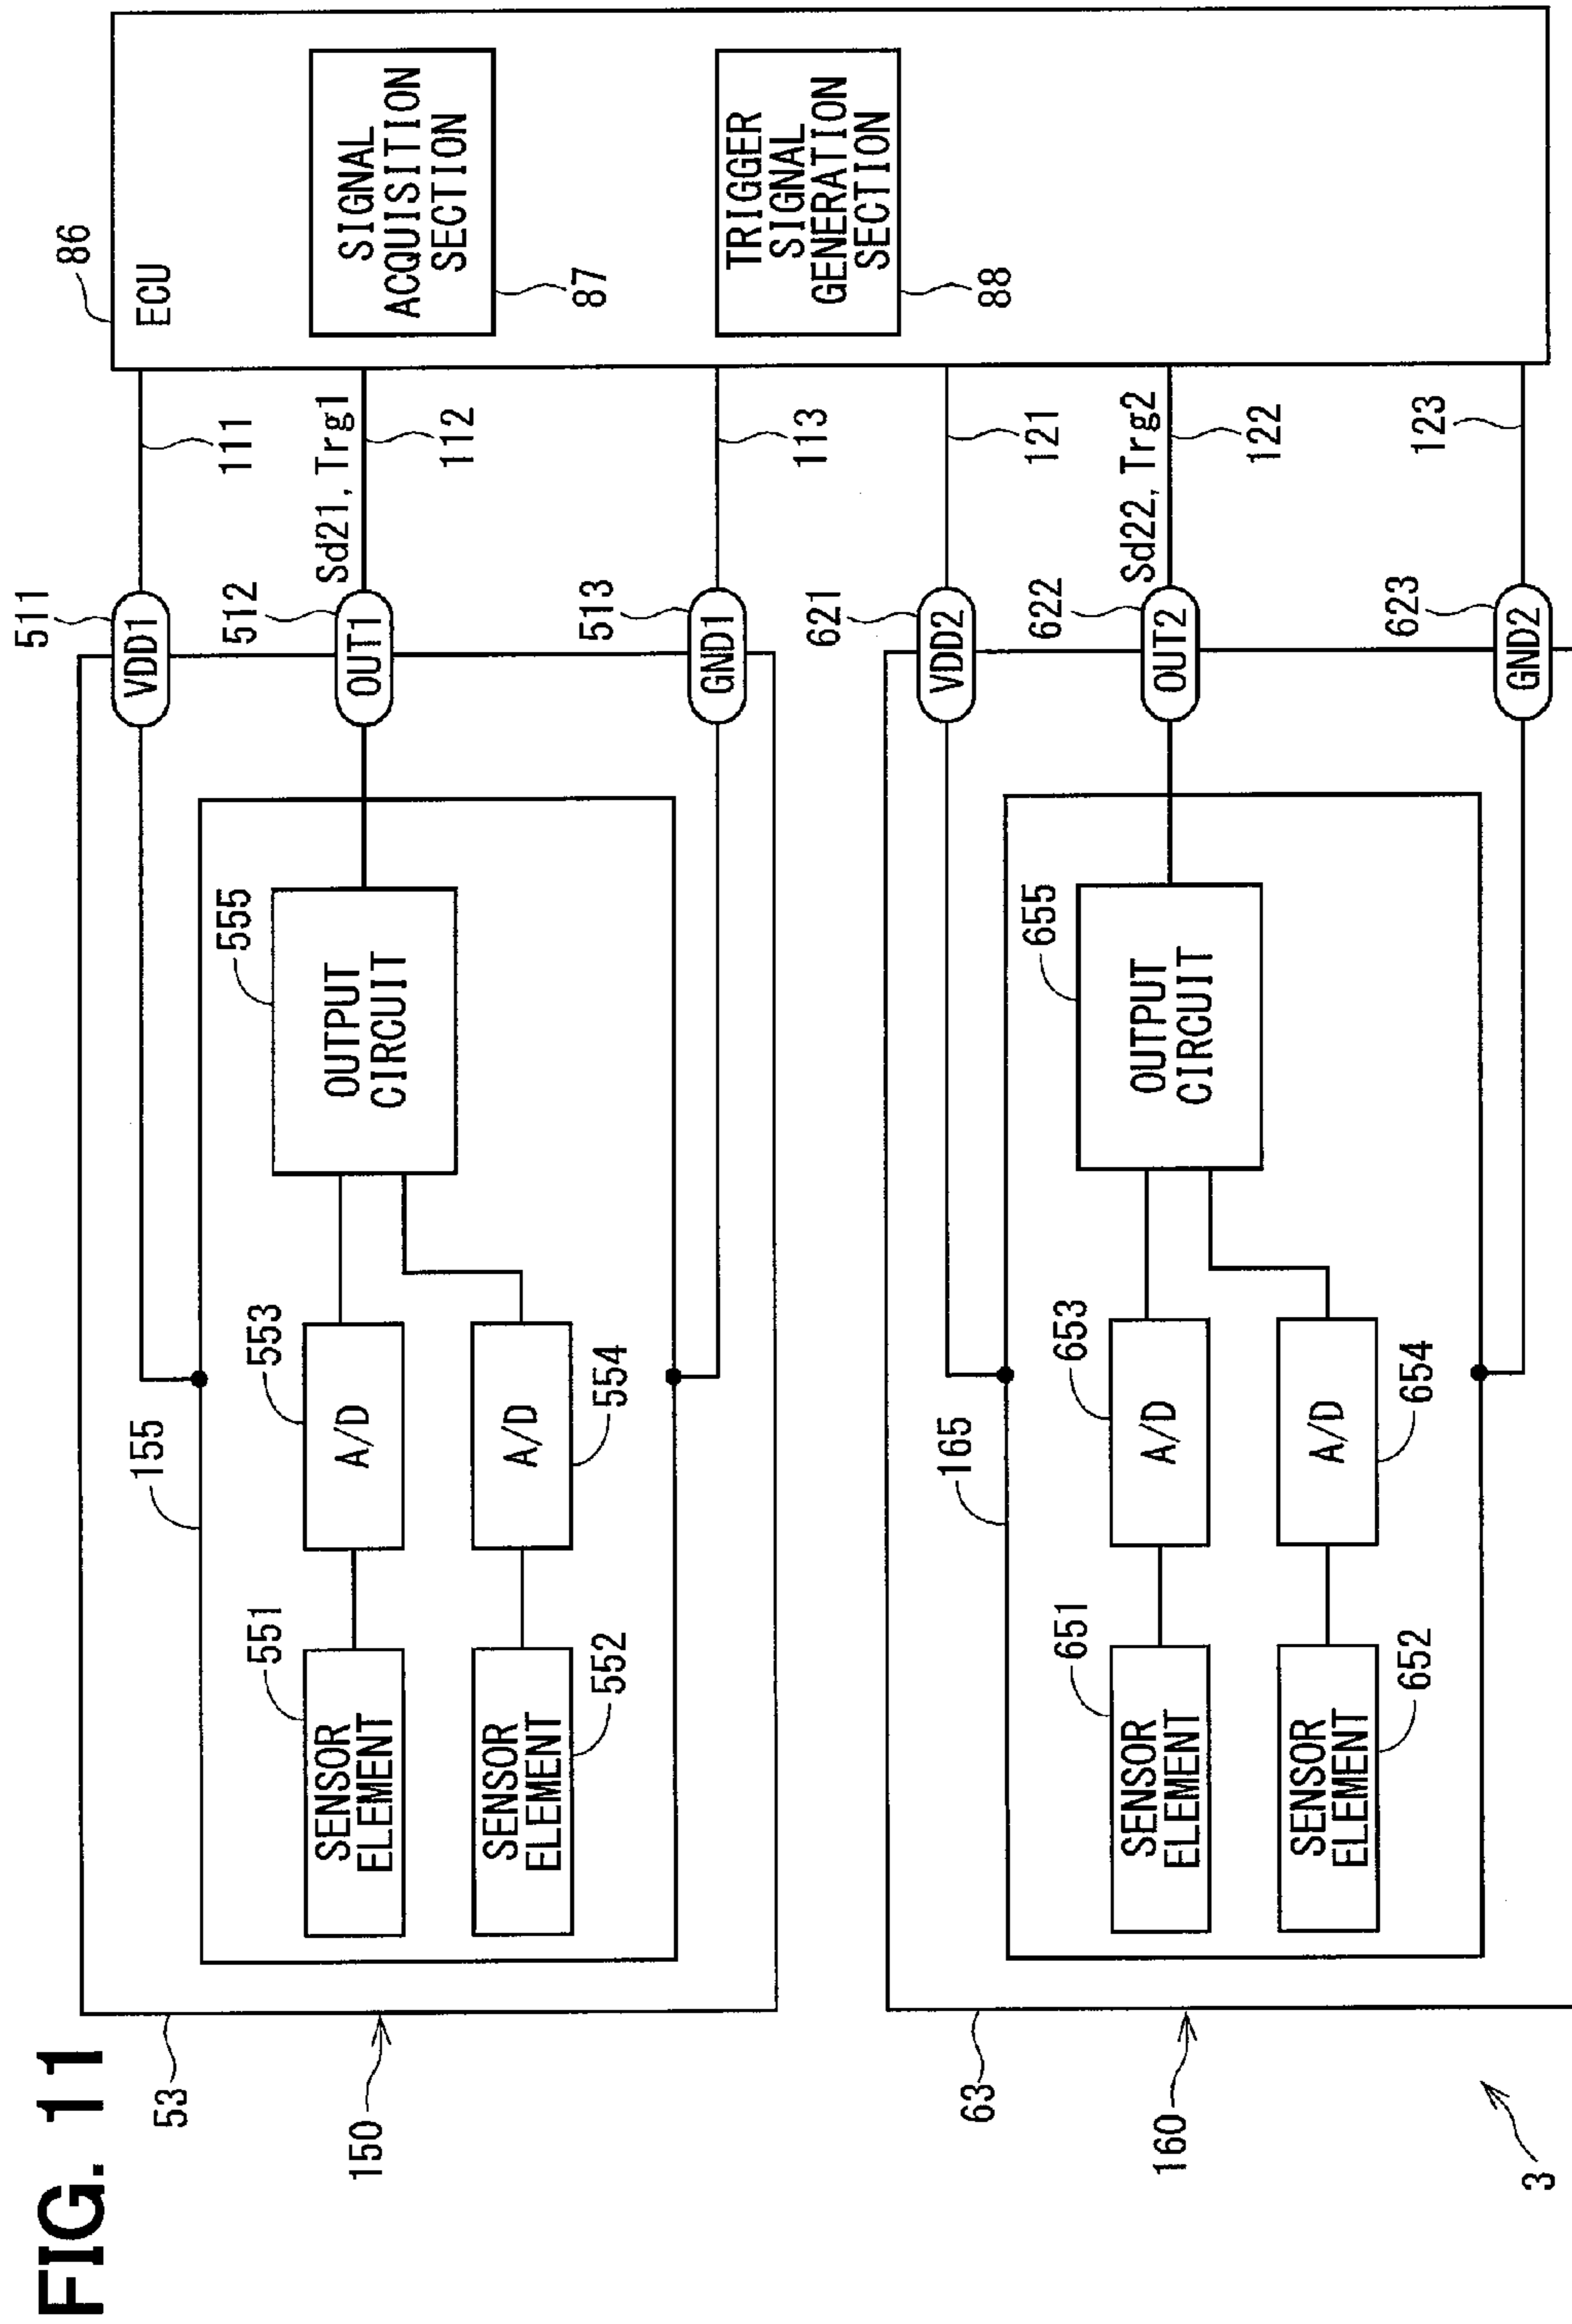 FIG. 11
53
150
155
551
SENSOR
ELEMENT
552
SENSOR
ELEMENT
553
A/D
554
A/D
555
OUTPUT
CIRCUIT
511
VDD1
512
OUT1
513
GND1
111
Sd21, Trg1
112
113
63
160
165
651
SENSOR
ELEMENT
652
SENSOR
ELEMENT
653
A/D
654
A/D
655
OUTPUT
CIRCUIT
621
VDD2
622
OUT2
623
GND2
121
Sd22, Trg2
122
123
86
ECU
SIGNAL
ACQUISITION
SECTION
87
TRIGGER
SIGNAL
GENERATION
SECTION
88
3